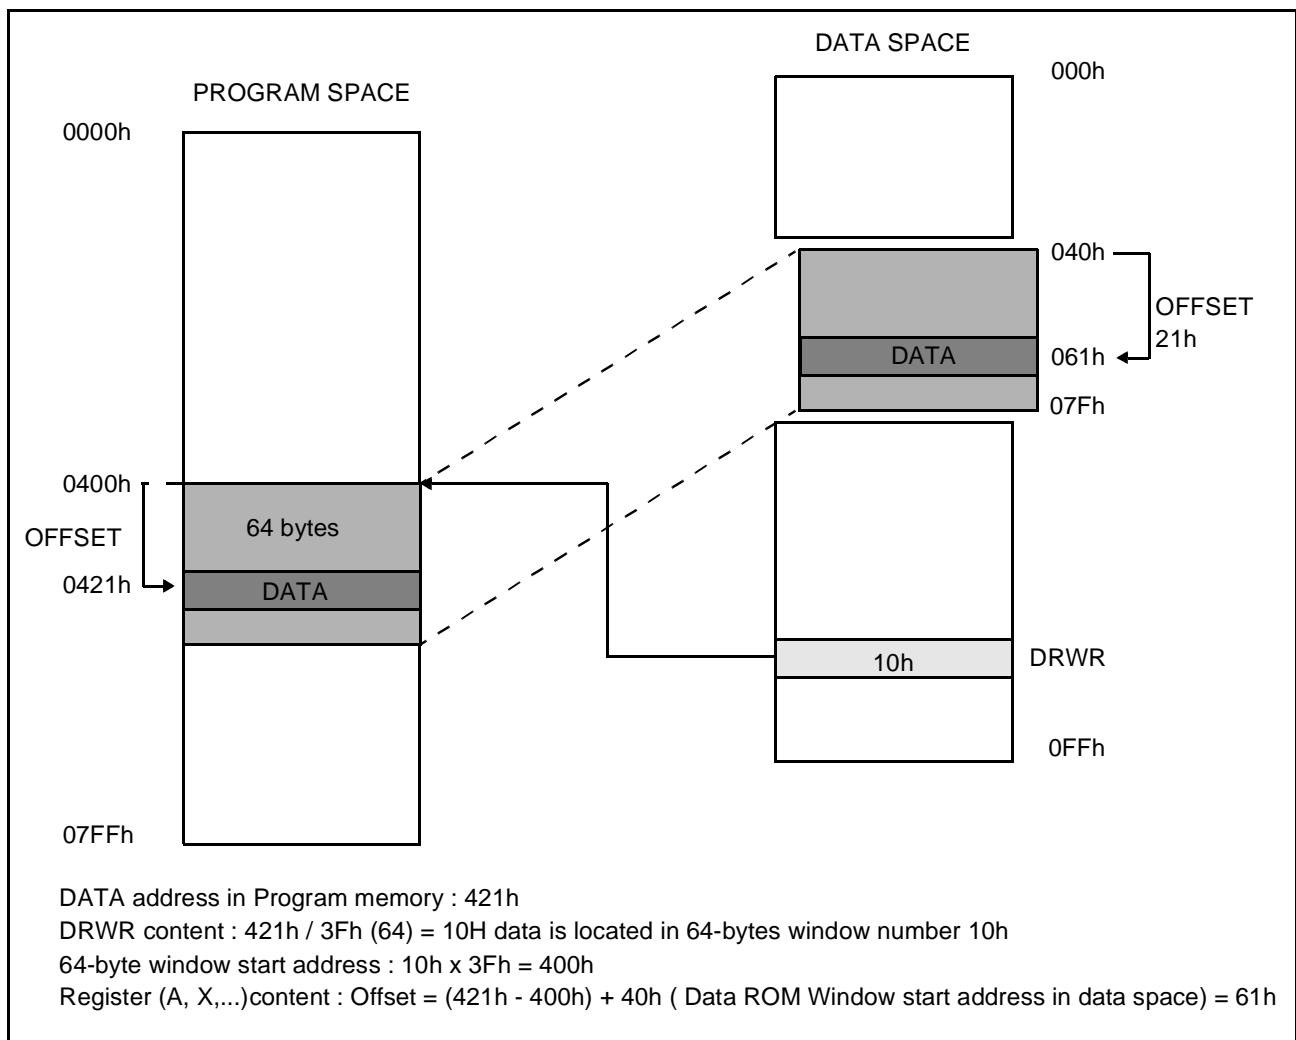 DATA SPACE
000h
PROGRAM SPACE
0000h
040h
OFFSET
21h
DATA
061h
07Fh
0400h
64 bytes
OFFSET
0421h
DATA
10h
DRWR
0FFh
07FFh
DATA address in Program memory : 421h
DRWR content : 421h / 3Fh (64) = 10H data is located in 64-bytes window number 10h
64-byte window start address : 10h x 3Fh = 400h
Register (A, X,...)content : Offset = (421h - 400h) + 40h ( Data ROM Window start address in data space) = 61h